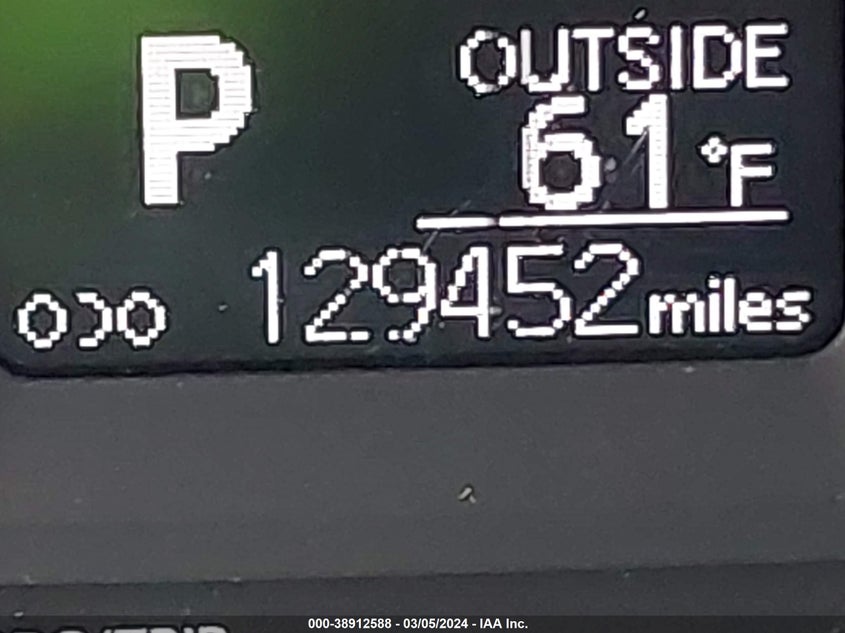 P
OUTSIDE
61 °F
ODO 129452 miles
000-38912588 - 03/05/2024 - IAA Inc.